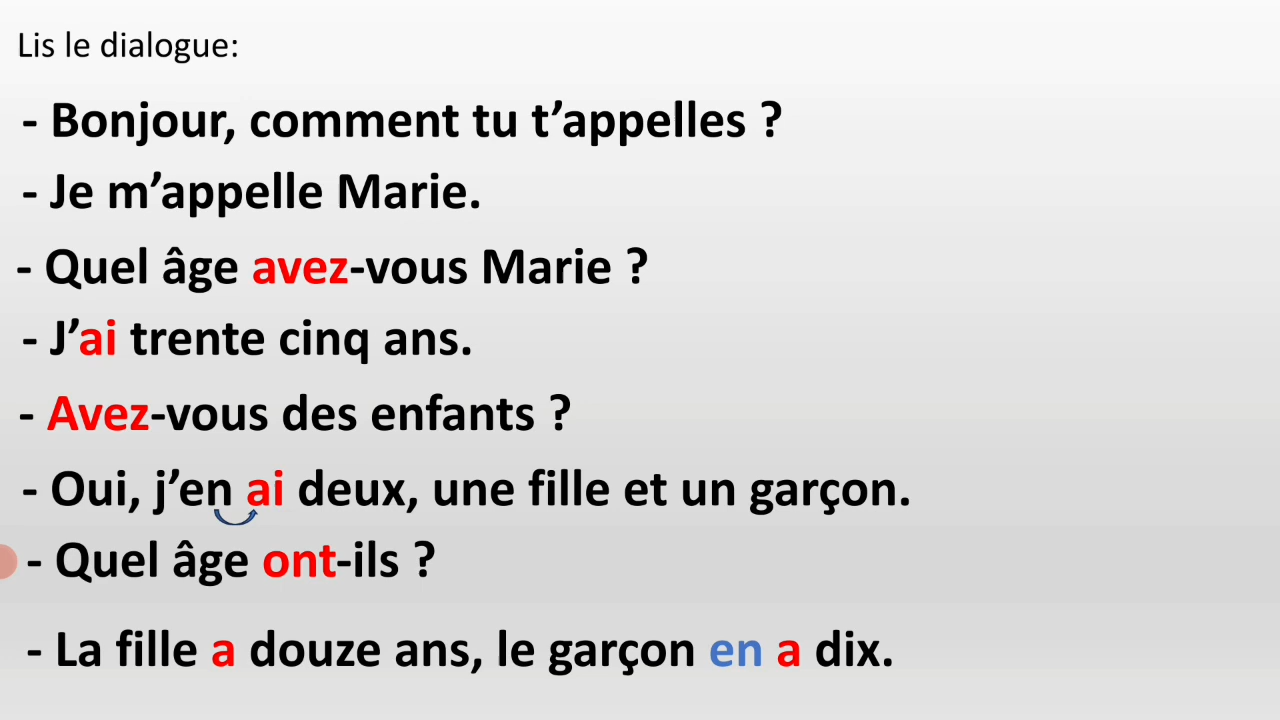 Lis le dialogue:
- Bonjour, comment tu t’appelles ?
- Je m’appelle Marie.
- Quel âge avez-vous Marie ?
- J’ai trente cinq ans.
- Avez-vous des enfants ?
- Oui, j’en ai deux, une fille et un garçon.
- Quel âge ont-ils ?
- La fille a douze ans, le garçon en a dix.